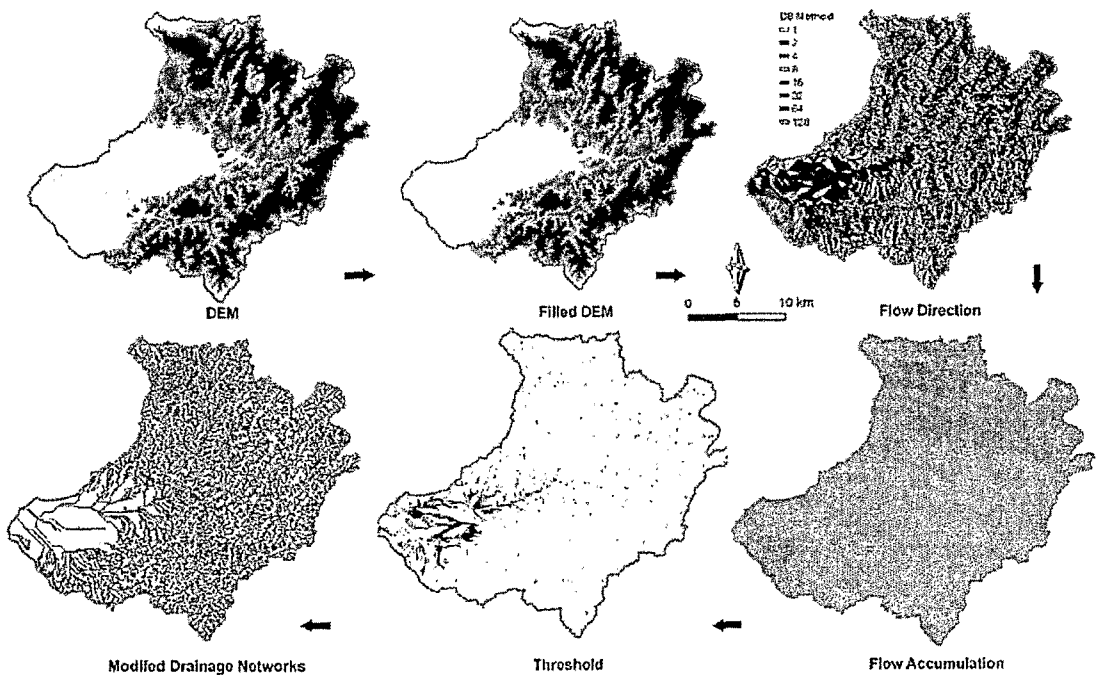 D8 Method
1
2
4
8
16
32
64
128
0 5 10 km
DEM
Filled DEM
Flow Direction
Modifed Drainage Networks
Threshold
Flow Accumulation